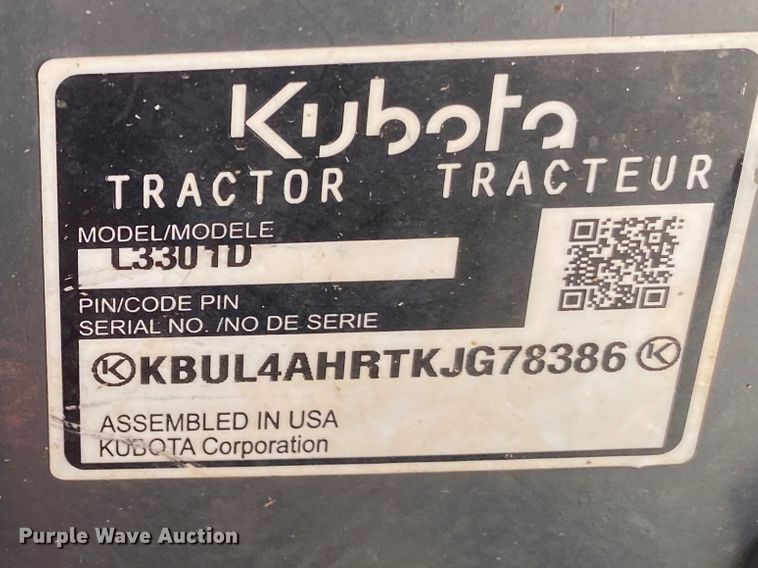 Kubota
TRACTOR TRACTEUR
MODEL/MODELE
L3301D
PIN/CODE PIN
SERIAL NO. /NO DE SERIE
KBUL4AHRTKJG78386
ASSEMBLED IN USA
KUBOTA Corporation
Purple Wave Auction